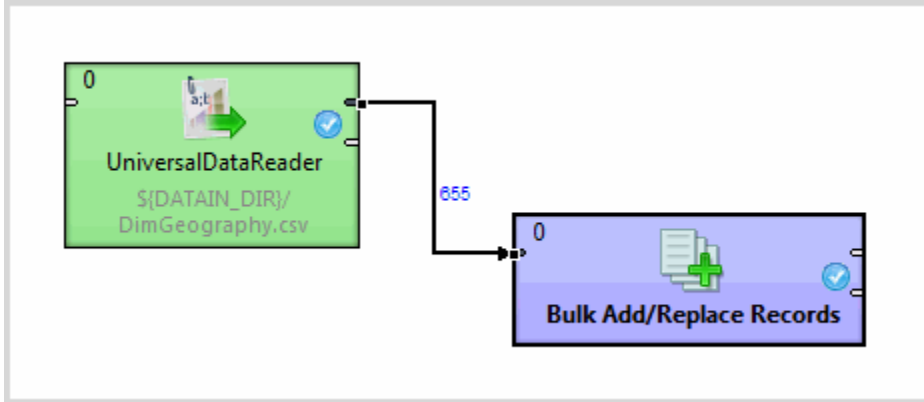 0
a;b
UniversalDataReader
${DATAIN_DIR}/
DimGeography.csv
655
0
Bulk Add/Replace Records